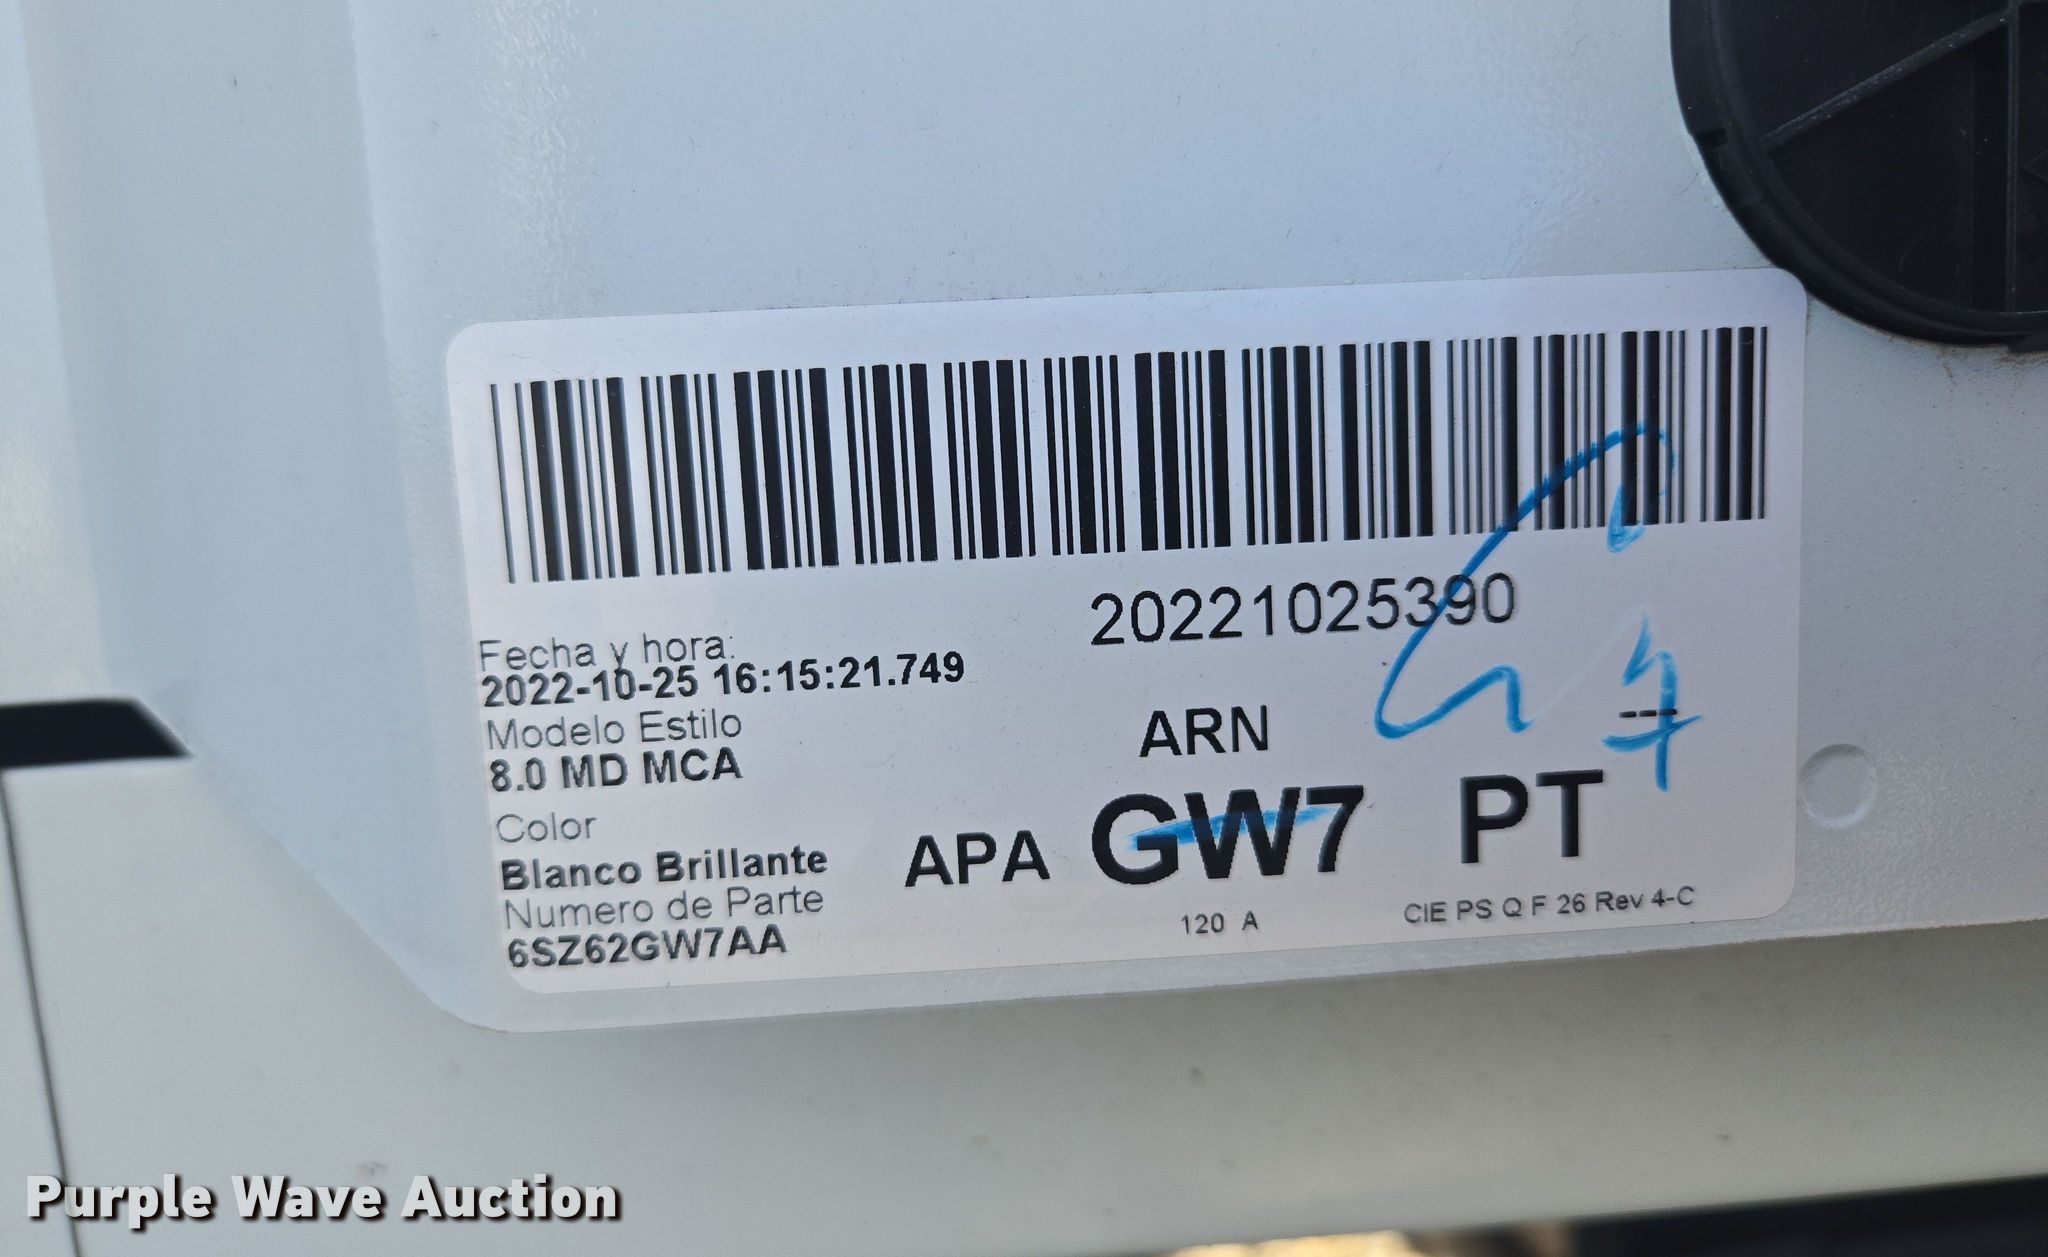 20221025390
Fecha y hora:
2022-10-25 16:15:21.749
Modelo Estilo
8.0 MD MCA
ARN
---
Color
Blanco Brillante
APA GW7 PT
Numero de Parte
6SZ62GW7AA
120 A
CIE PS Q F 26 Rev 4-C
Purple Wave Auction